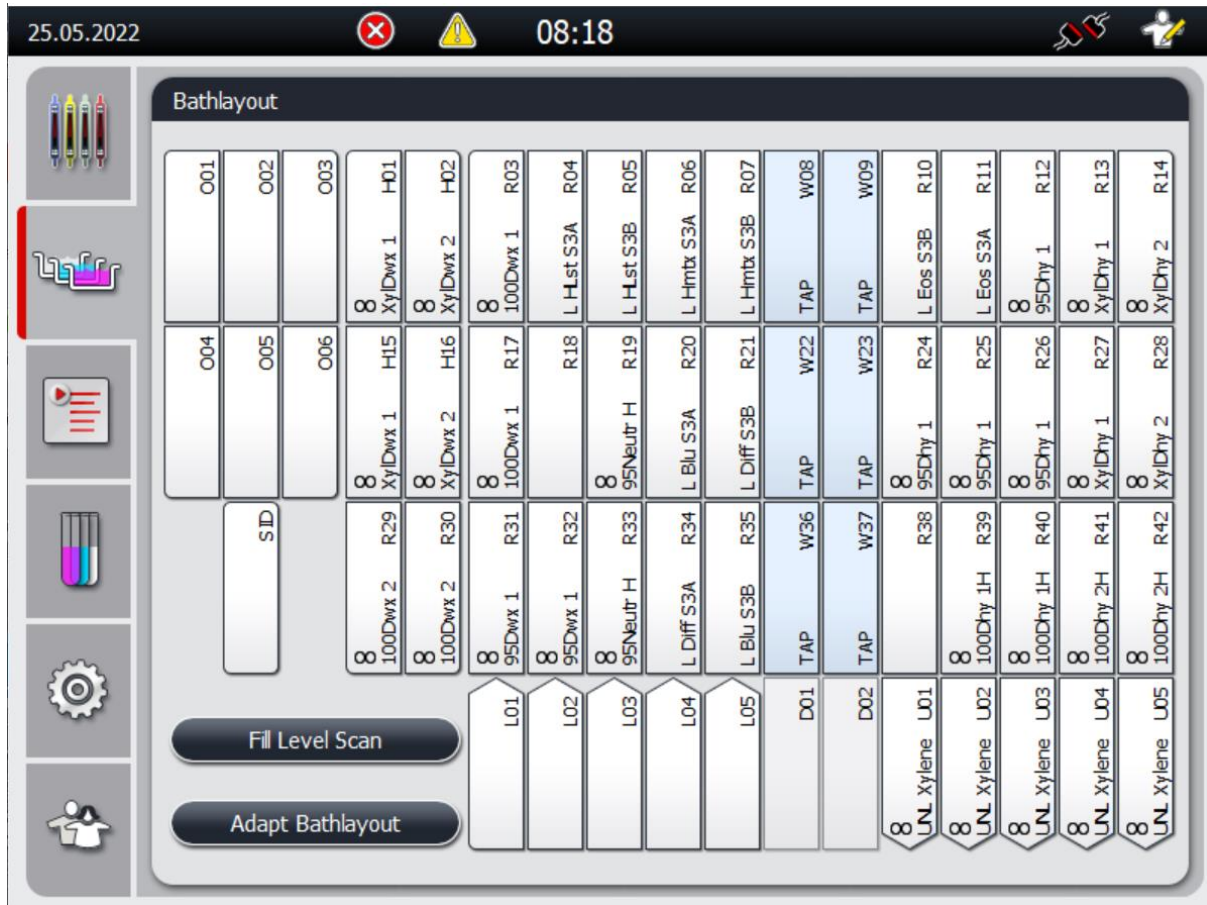 25.05.2022
08:18
Bathlayout
O01
O02
O03
∞ XylDwx 1 H01
∞ XylDwx 2 H02
∞ 100Dwx 1 R03
L HLst S3A R04
L HLst S3B R05
L Hmtx S3A R06
L Hmtx S3B R07
TAP W08
TAP W09
L Eos S3B R10
L Eos S3A R11
∞ 95Dhy 1 R12
∞ XylDhy 1 R13
∞ XylDhy 2 R14
O04
O05
O06
∞ XylDwx 1 H15
∞ XylDwx 2 H16
∞ 100Dwx 1 R17
R18
∞ 95Neutr H R19
L Blu S3A R20
L Diff S3B R21
TAP W22
TAP W23
∞ 95Dhy 1 R24
∞ 95Dhy 1 R25
∞ 95Dhy 1 R26
∞ XylDhy 1 R27
∞ XylDhy 2 R28
SID
∞ 100Dwx 2 R29
∞ 100Dwx 2 R30
∞ 95Dwx 1 R31
∞ 95Dwx 1 R32
∞ 95Neutr H R33
L Diff S3A R34
L Blu S3B R35
TAP W36
TAP W37
R38
∞ 100Dhy 1H R39
∞ 100Dhy 1H R40
∞ 100Dhy 2H R41
∞ 100Dhy 2H R42
L01
L02
L03
L04
L05
D01
D02
∞ UNL Xylene U01
∞ UNL Xylene U02
∞ UNL Xylene U03
∞ UNL Xylene U04
∞ UNL Xylene U05
Fill Level Scan
Adapt Bathlayout